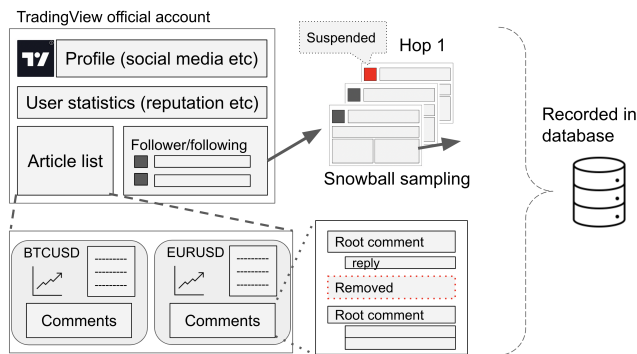 TradingView official account
Profile (social media etc)
User statistics (reputation etc)
Article list
Follower/following
Suspended
Hop 1
Snowball sampling
Recorded in
database
BTCUSD
Comments
EURUSD
Comments
Root comment
reply
Removed
Root comment